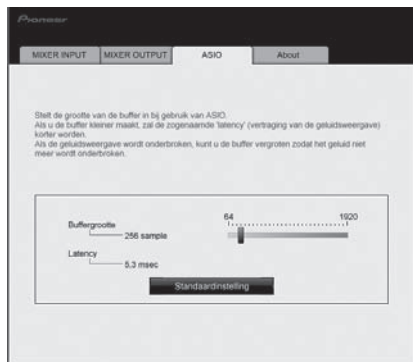 Pioneer
MIXER INPUT MIXER OUTPUT ASIO About
Stelt de grootte van de buffer in bij gebruik van ASIO.
Als u de buffer kleiner maakt, zal de zogenaamde 'latency' (vertraging van de geluidsweergave)
korter worden.
Als de geluidsweergave wordt onderbroken, kunt u de buffer vergroten zodat het geluid niet
meer wordt onderbroken.
64 1920
Buffergrootte
256 sample
Latency
5.3 msec
Standaardinstelling